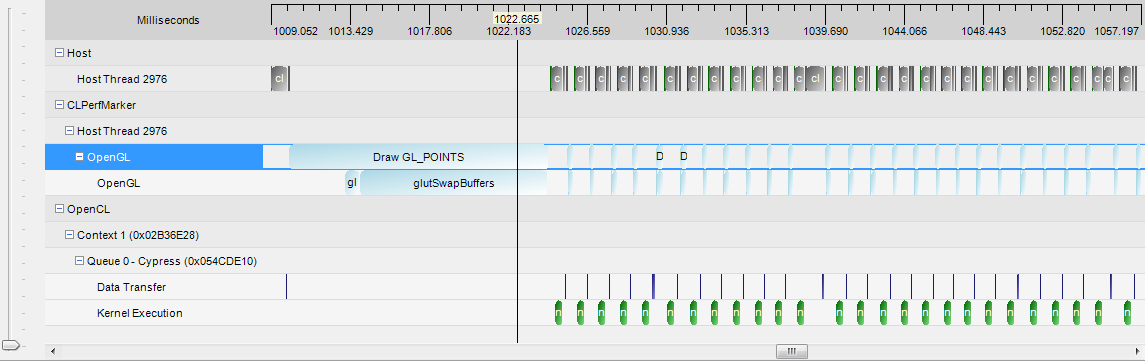 Milliseconds
1022.665
1009.052 1013.429 1017.806 1022.183 1026.559 1030.936 1035.313 1039.690 1044.066 1048.443 1052.820 1057.197
Host
Host Thread 2976 cl c c c c c c c c c c c c cl c c c c c c c c c c c c c c
CLPerfMarker
Host Thread 2976
OpenGL Draw GL_POINTS D D
OpenGL gl glutSwapBuffers
OpenCL
Context 1 (0x02B36E28)
Queue 0 - Cypress (0x054CDE10)
Data Transfer
Kernel Execution n n n n n n n n n n n n n n n n n n n n n n n n n n